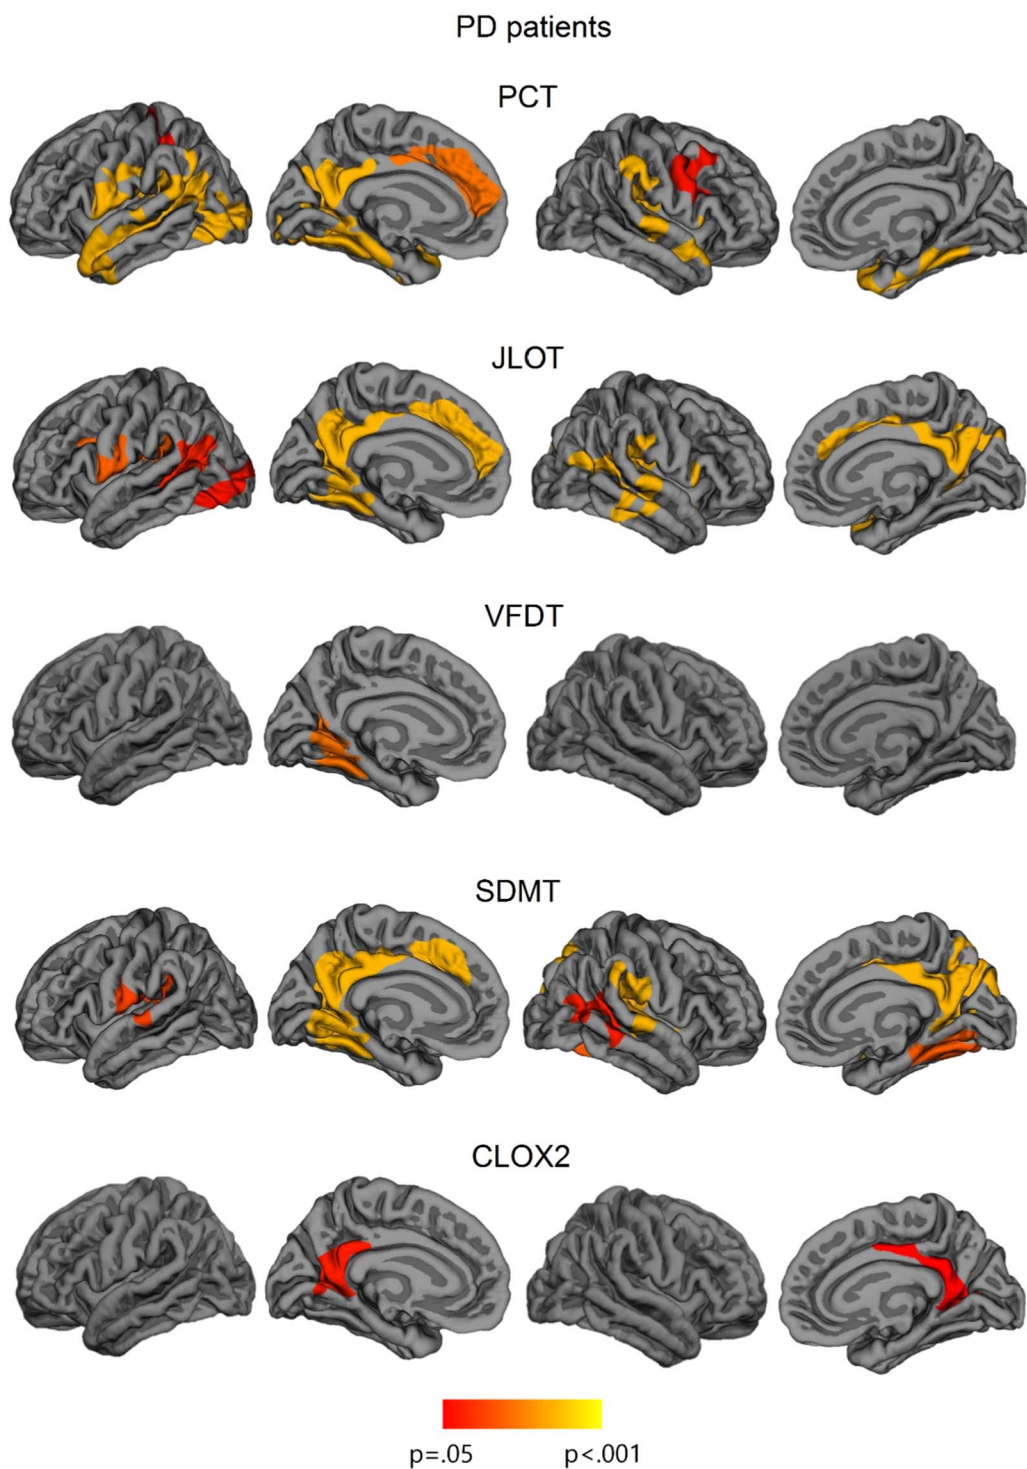 PD patients
PCT
JLOT
VFDT
SDMT
CLOX2
p=.05 p<.001